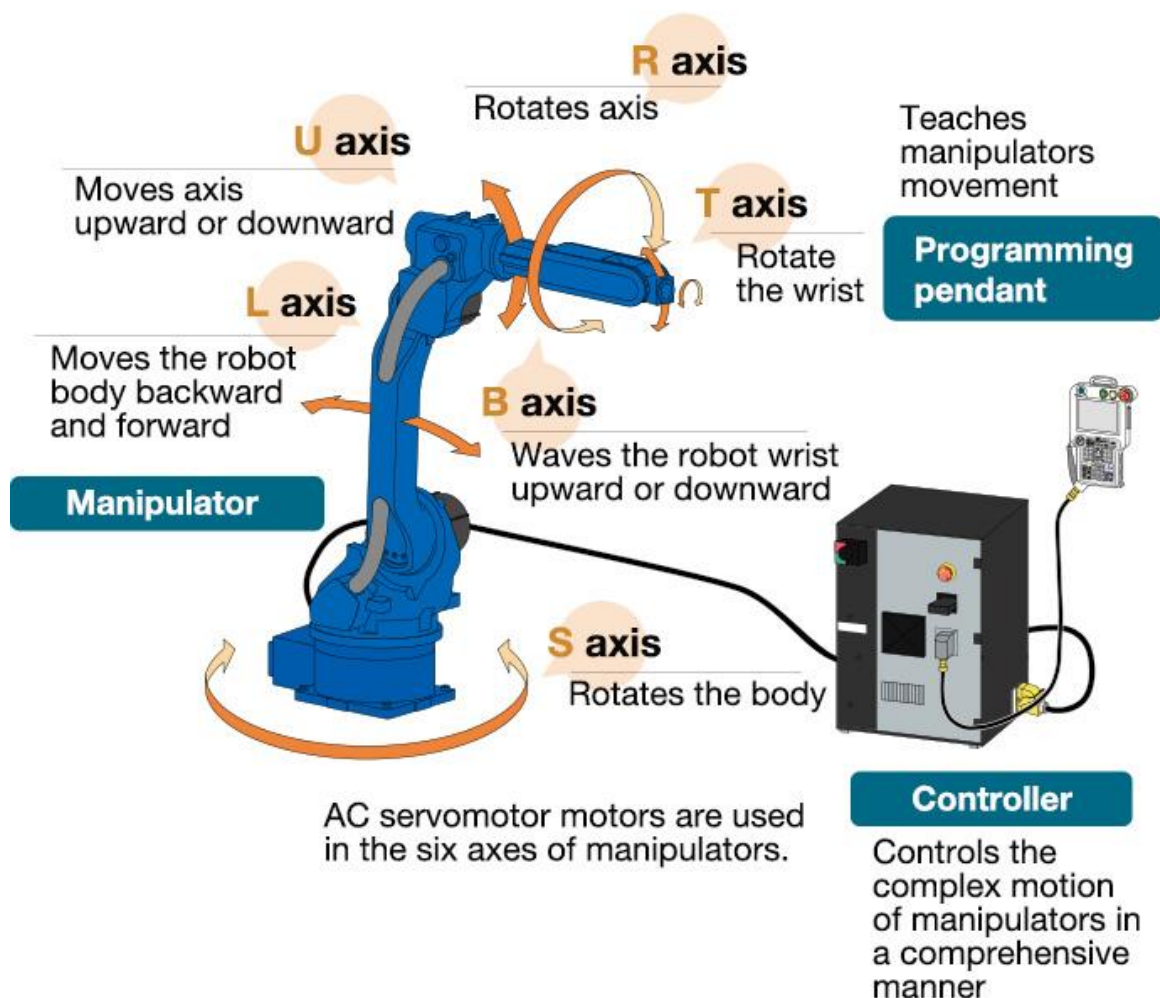 R axis
Rotates axis
U axis
Moves axis
upward or downward
T axis
Rotate
the wrist
Teaches
manipulators
movement
Programming
pendant
L axis
Moves the robot
body backward
and forward
B axis
Waves the robot wrist
upward or downward
Manipulator
S axis
Rotates the body
AC servomotor motors are used
in the six axes of manipulators.
Controller
Controls the
complex motion
of manipulators in
a comprehensive
manner